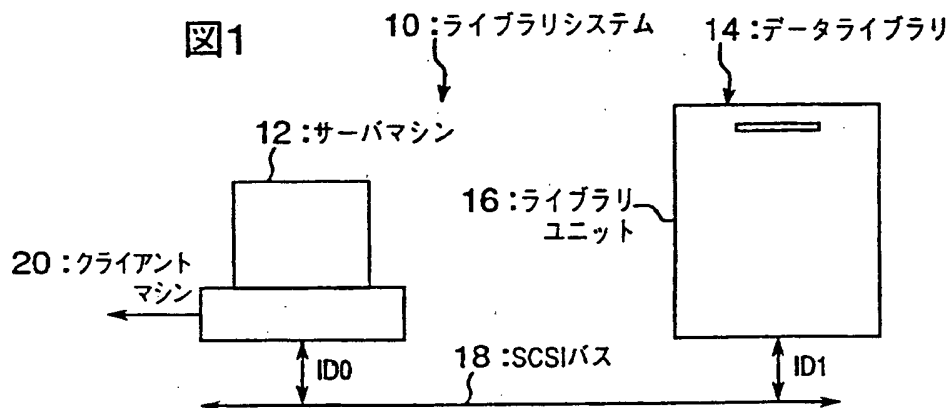 図1
10:ライブラリシステム
14:データライブラリ
12:サーバマシン
16:ライブラリ
ユニット
20:クライアント
マシン
ID0
18:SCSIバス
ID1